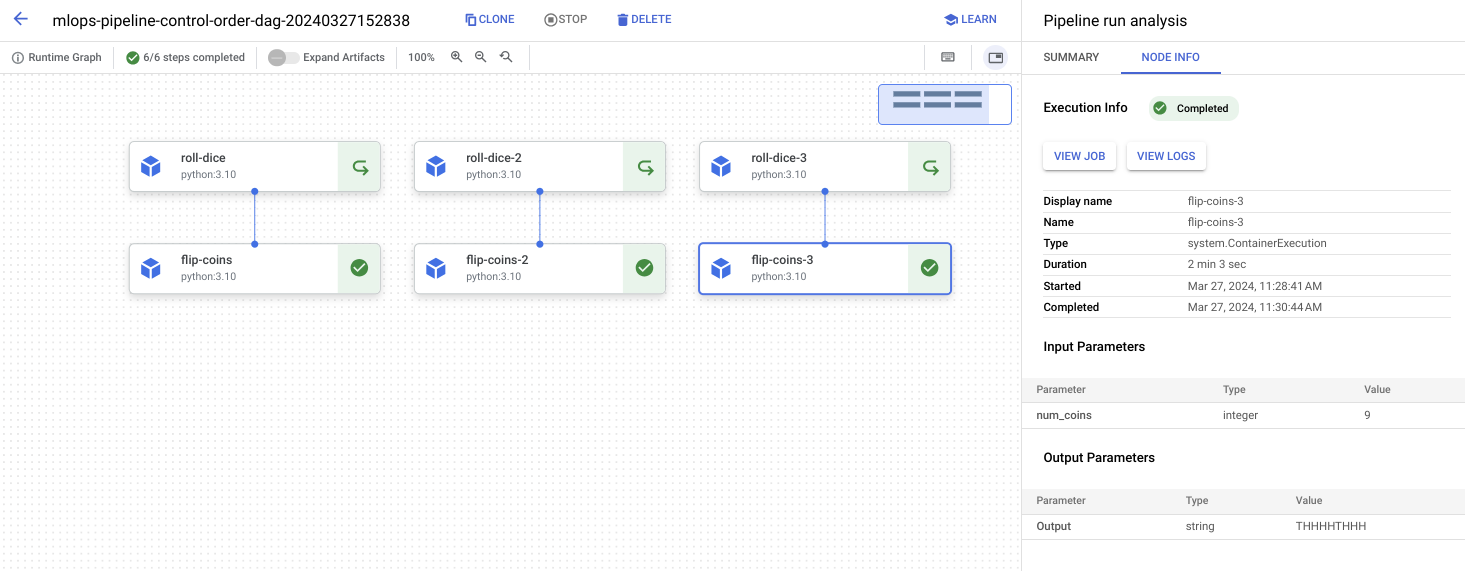 mlops-pipeline-control-order-dag-20240327152838
CLONE
STOP
DELETE
LEARN
Runtime Graph
6/6 steps completed
Expand Artifacts
100%
roll-dice
python:3.10
roll-dice-2
python:3.10
roll-dice-3
python:3.10
flip-coins
python:3.10
flip-coins-2
python:3.10
flip-coins-3
python:3.10
Pipeline run analysis
SUMMARY NODE INFO
Execution Info Completed
VIEW JOB VIEW LOGS
Display name flip-coins-3
Name flip-coins-3
Type system.ContainerExecution
Duration 2 min 3 sec
Started Mar 27, 2024, 11:28:41 AM
Completed Mar 27, 2024, 11:30:44 AM
Input Parameters
Parameter Type Value
num_coins integer 9
Output Parameters
Parameter Type Value
Output string THHHHTHHH